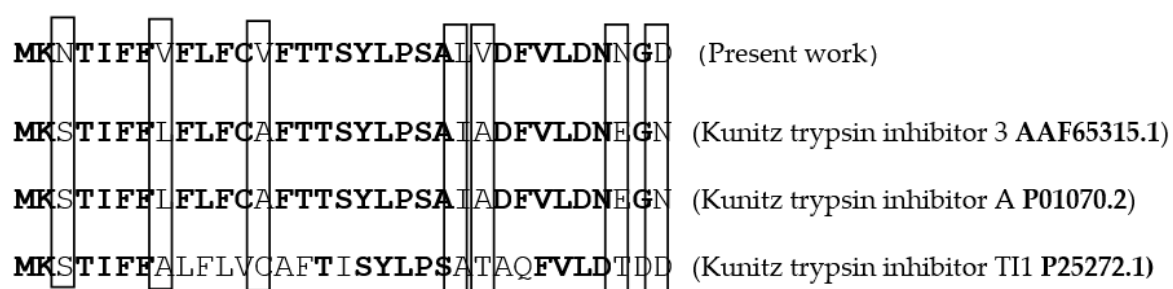 MKNTIFFVFLFCVFTTSYLPSALVDFVLDNNGD (Present work)
MKSTIFFLFLFCAFTTSYLPSAIADFVLDNEGN (Kunitz trypsin inhibitor 3 AAF65315.1)
MKSTIFFLFLFCAFTTSYLPSAIADFVLDNEGN (Kunitz trypsin inhibitor A P01070.2)
MKSTIFFALFLVCAFTISYLPSATAQFVLDTDD (Kunitz trypsin inhibitor TI1 P25272.1)